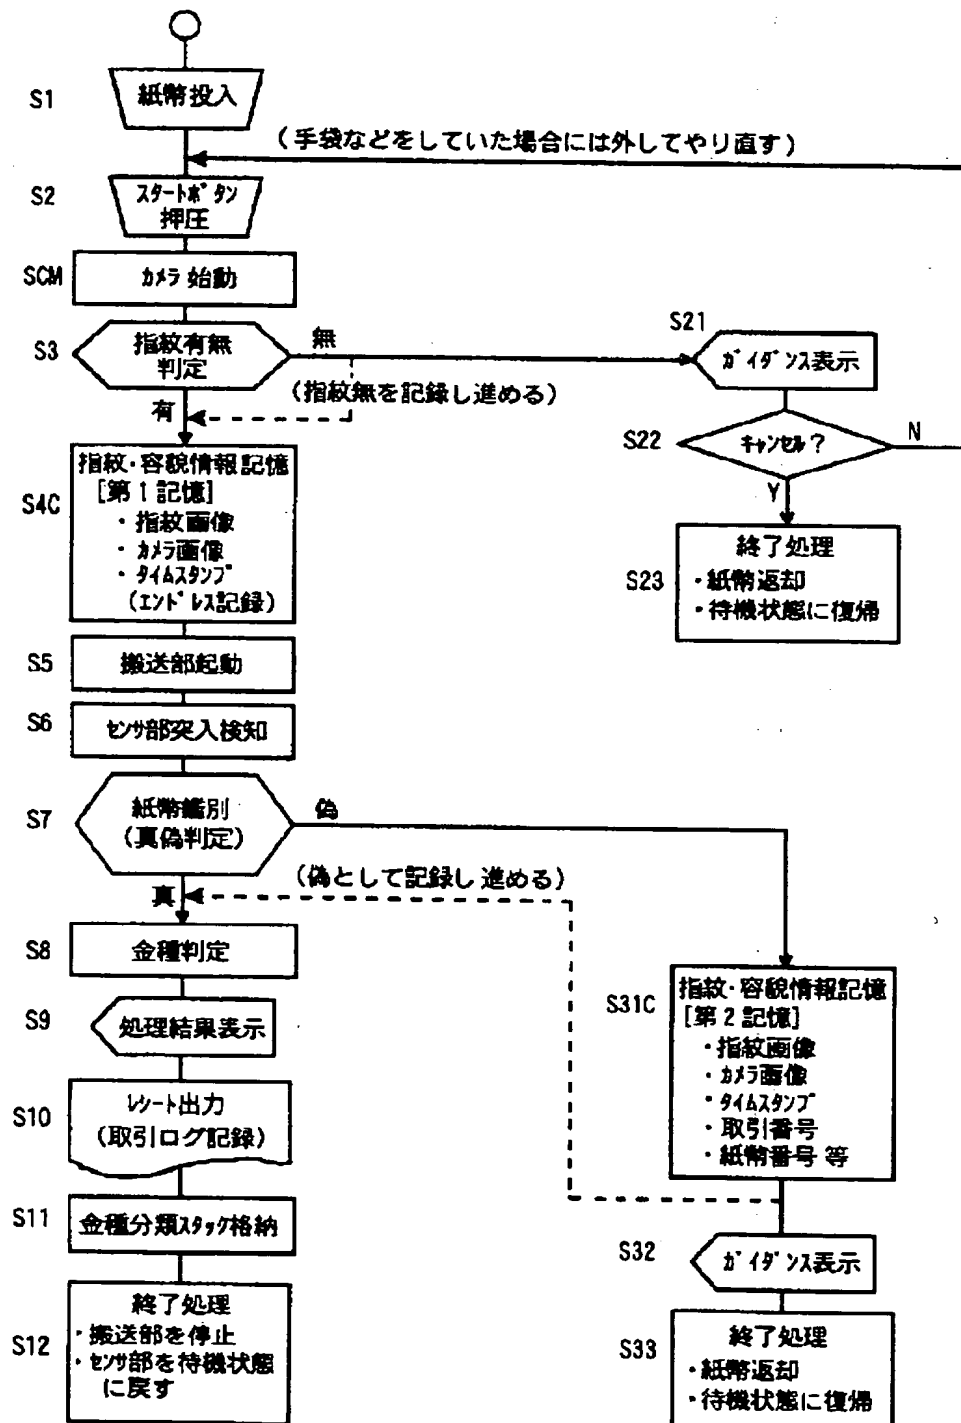 S1
紙幣投入
(手袋などをしていた場合には外してやり直す)
S2
スタートボタン
押圧
SCM
カメラ始動
S3
指紋有無
判定
無
(指紋無を記録し進める)
有
S21
ガイダンス表示
S22
キャンセル?
N
Y
S23
終了処理
・紙幣返却
・待機状態に復帰
S4C
指紋・容貌情報記憶
[第1記憶]
・指紋画像
・カメラ画像
・タイムスタンプ
(エンドレス記録)
S5
搬送部起動
S6
センサ部突入検知
S7
紙幣鑑別
(真偽判定)
偽
真
(偽として記録し進める)
S8
金種判定
S9
処理結果表示
S10
レシート出力
(取引ログ記録)
S11
金種分類スタック格納
S12
終了処理
・搬送部を停止
・センサ部を待機状態
に戻す
S31C
指紋・容貌情報記憶
[第2記憶]
・指紋画像
・カメラ画像
・タイムスタンプ
・取引番号
・紙幣番号等
S32
ガイダンス表示
S33
終了処理
・紙幣返却
・待機状態に復帰